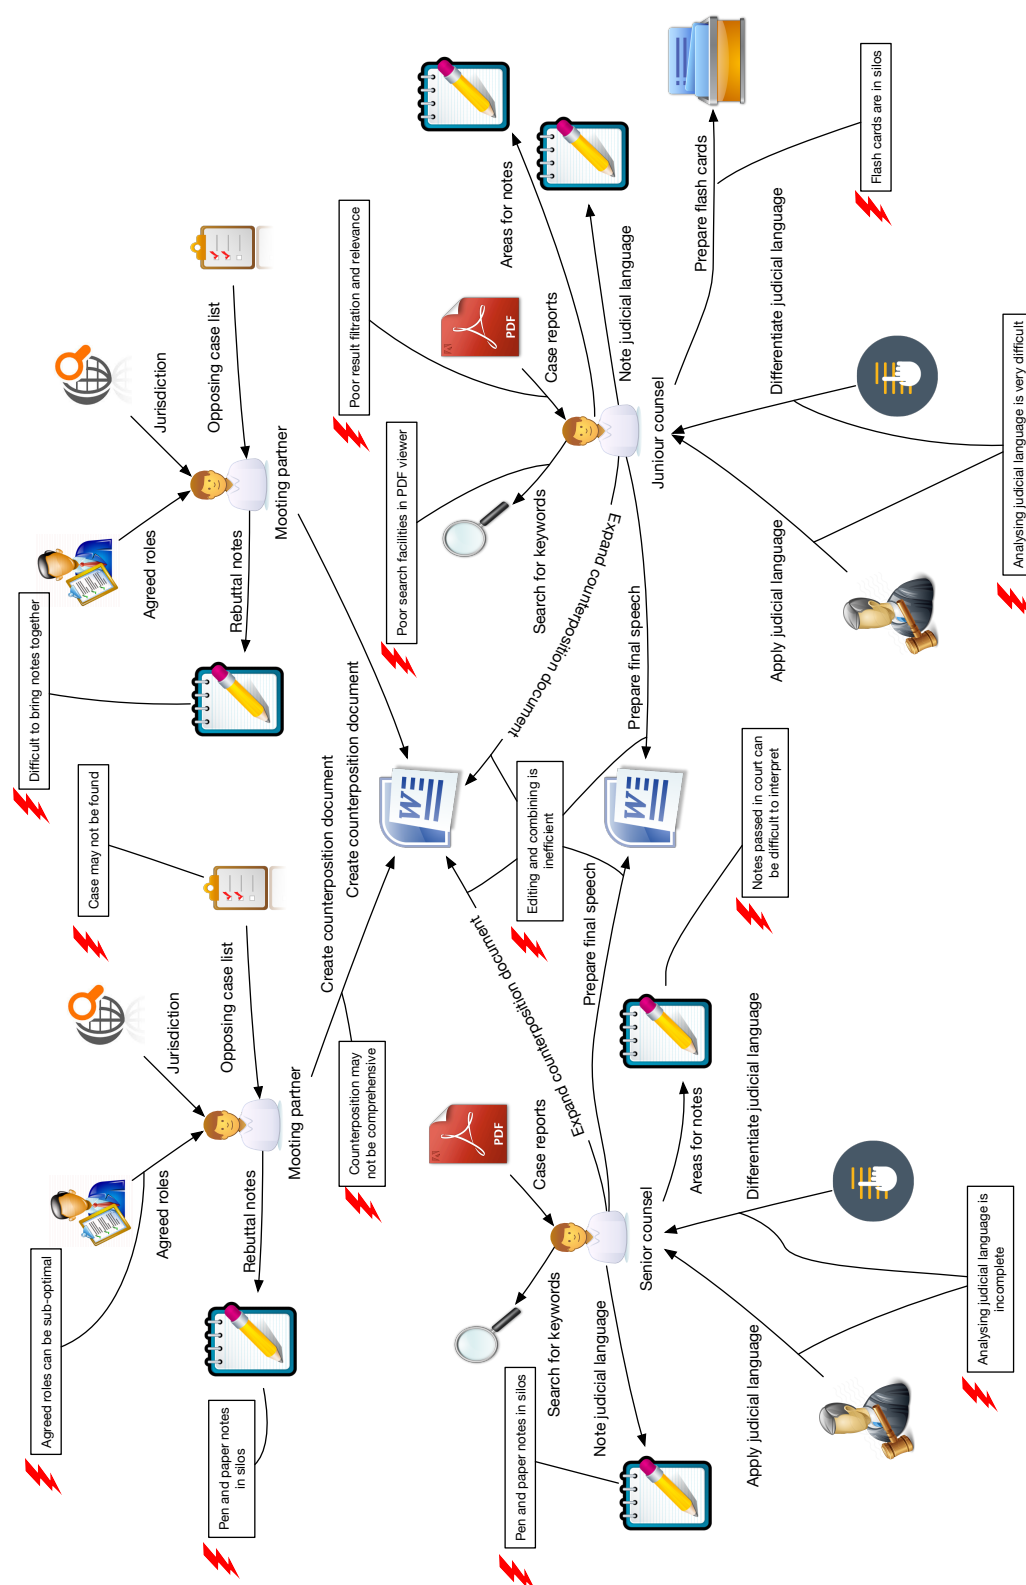 Agreed roles can be sub-optimal
Agreed roles
Jurisdiction
Case may not be found
Difficult to bring notes together
Agreed roles
Jurisdiction
Pen and paper notes
in silos
Rebuttal notes
Opposing case list
Mooting partner
Rebuttal notes
Opposing case list
Mooting partner
Counterposition may
not be comprehensive
Create counterposition document
Create counterposition document
Poor search facilities in PDF viewer
Poor result filtration and relevance
Pen and paper notes in silos
Search for keywords
Case reports
PDF
Expand counterposition document
W
Editing and combining is
inefficient
Expand counterposition document
Search for keywords
Case reports
PDF
Areas for notes
Note judicial language
Senior counsel
Prepare final speech
W
Prepare final speech
Note judicial language
Juniour counsel
Areas for notes
Prepare flash cards
Apply judicial language
Differentiate judicial language
Notes passed in court can
be difficult to interpret
Apply judicial language
Differentiate judicial language
Flash cards are in silos
Analysing judicial language is
incomplete
Analysing judicial language is very difficult